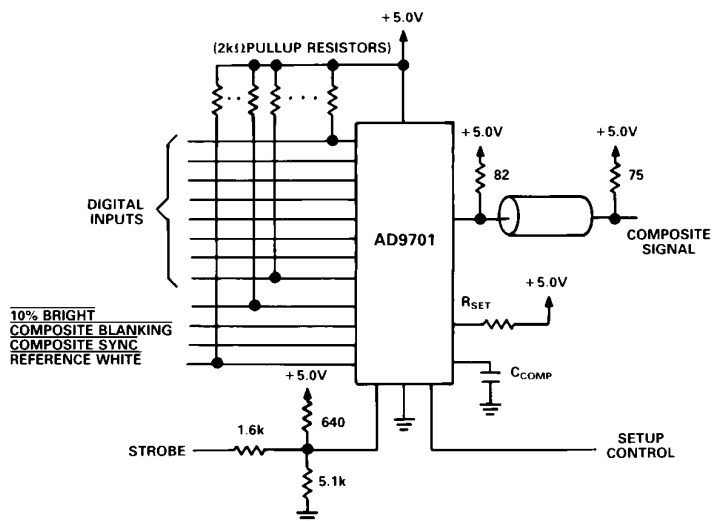 +5.0V
(2kΩ PULLUP RESISTORS)
+5.0V
+5.0V
82
75
DIGITAL
INPUTS
AD9701
COMPOSITE
SIGNAL
+5.0V
RSET
10% BRIGHT
COMPOSITE BLANKING
COMPOSITE SYNC
REFERENCE WHITE
+5.0V
CCOMP
640
1.6k
STROBE
SETUP
CONTROL
5.1k